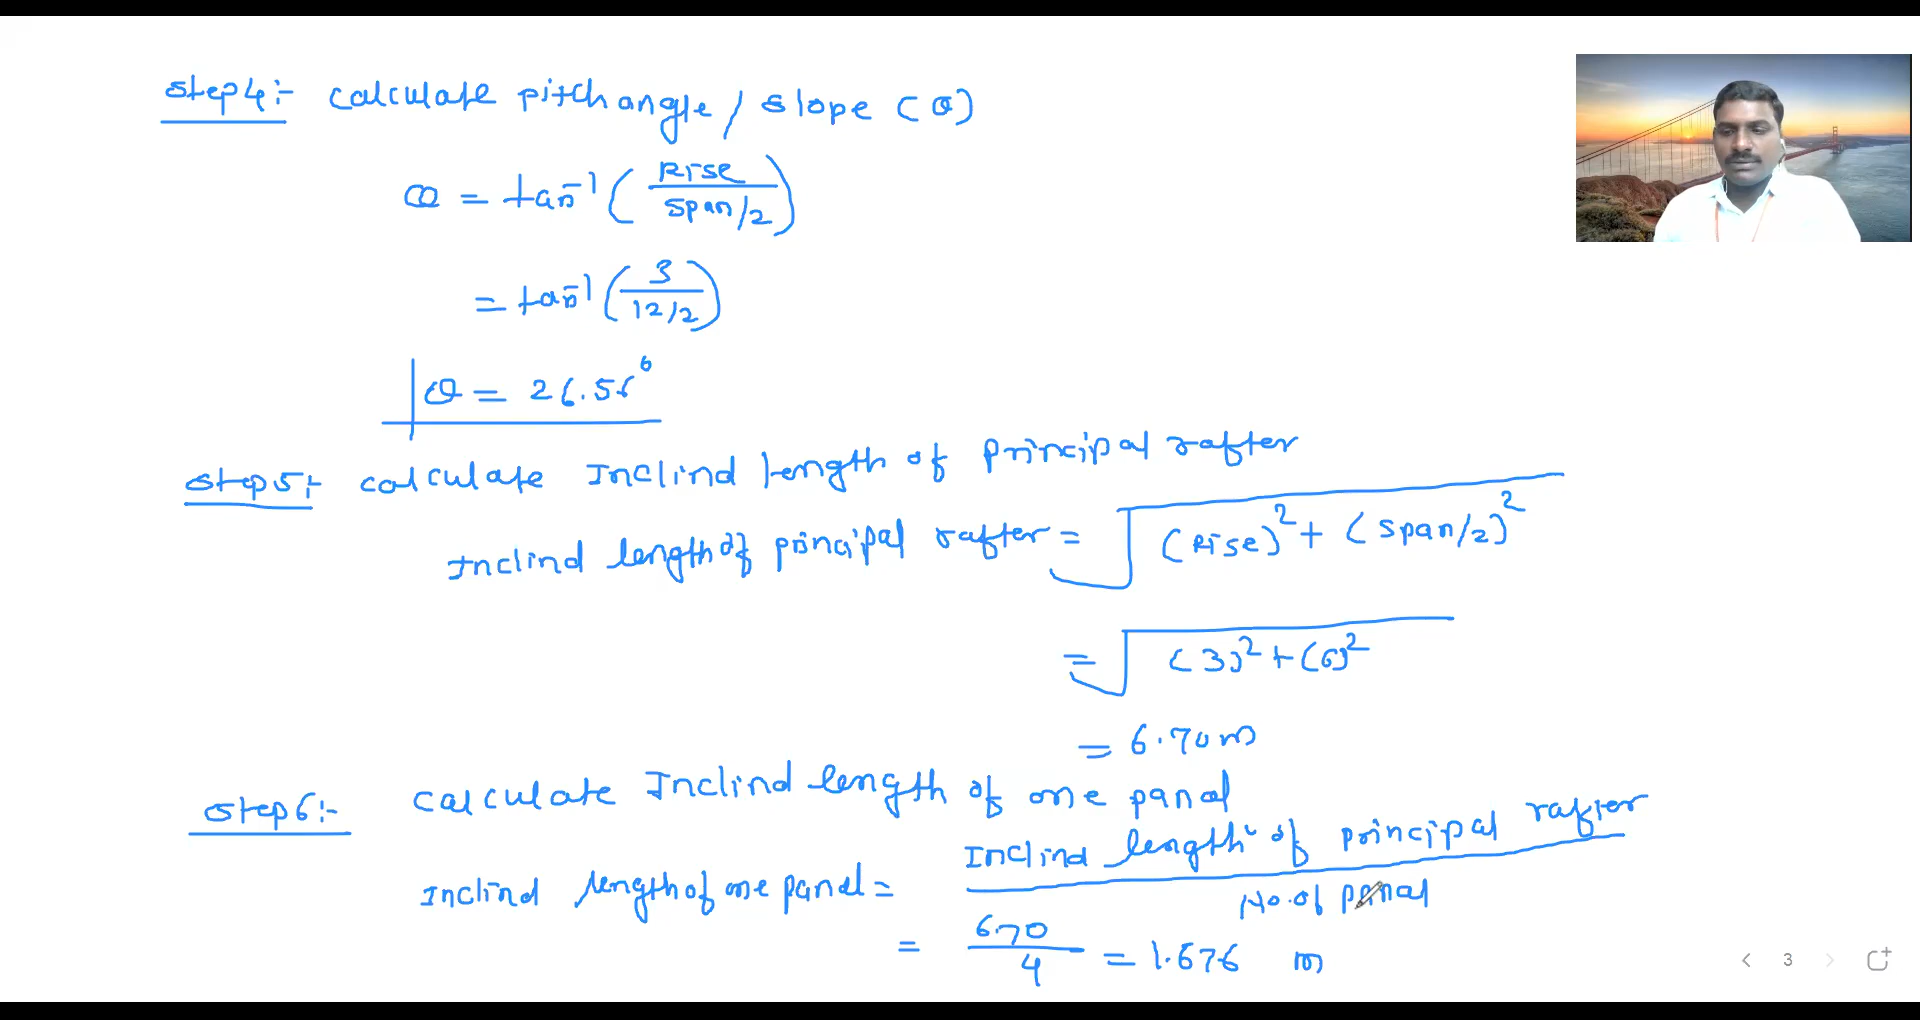 Step4:- Calculate pitch angle / slope (θ)
θ = tan⁻¹ (Rise / span/2)
= tan⁻¹ (3 / 12/2)
θ = 26.56°
Step5:- Calculate Inclind length of principal rafter
Inclind length of principal rafter = √(Rise)² + (span/2)²
= √(3)² + (6)²
= 6.70 m
Step6:- Calculate Inclind length of one panal
Inclind length of one panal = Inclind length of principal rafter / No. of panal
= 6.70 / 4 = 1.676 m
3